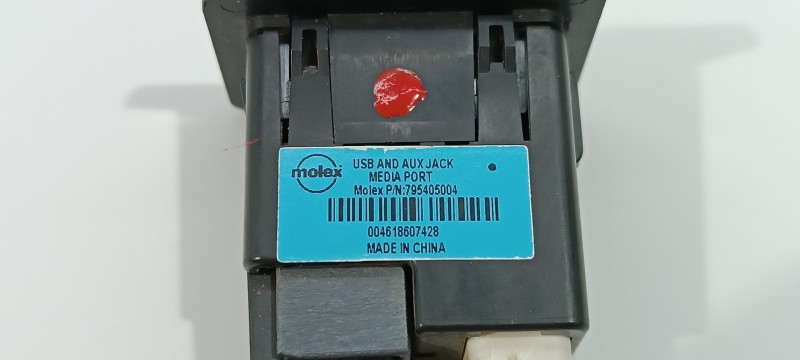 molex
USB AND AUX JACK
MEDIA PORT
Molex P/N:795405004
004618607428
MADE IN CHINA